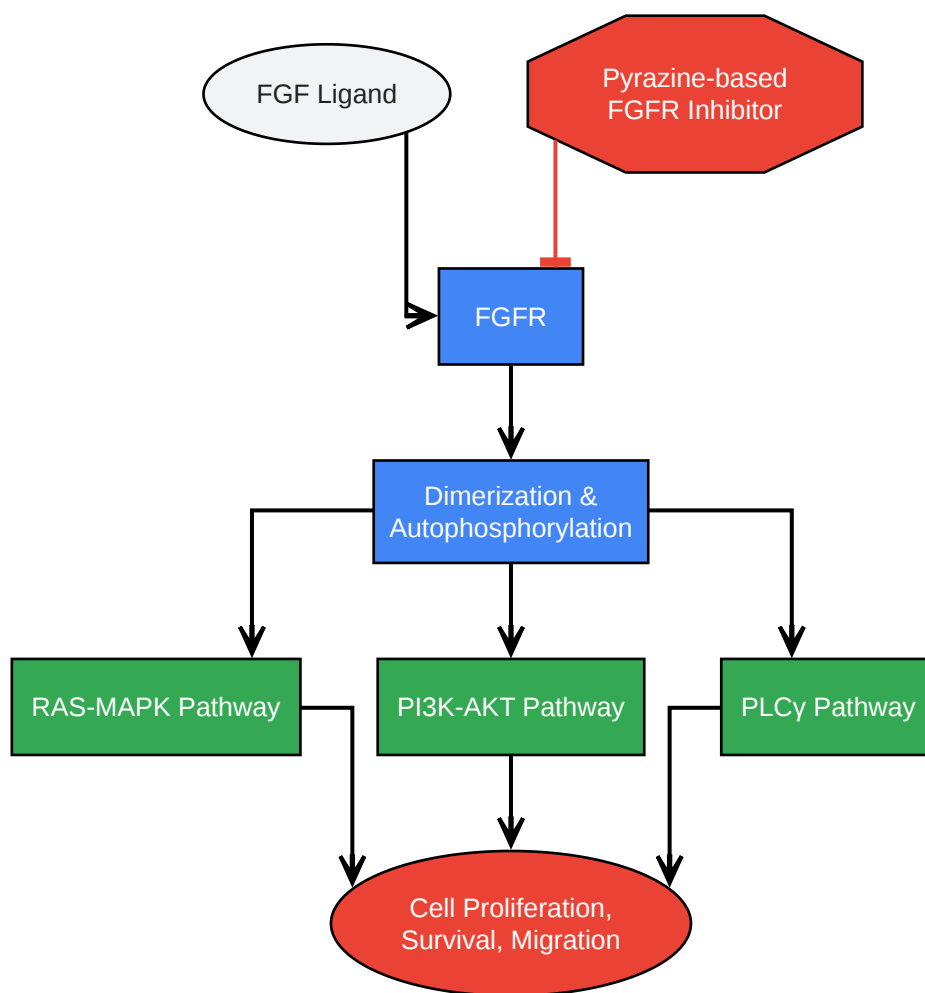 FGF Ligand
Pyrazine-based
FGFR Inhibitor
FGFR
Dimerization &
Autophosphorylation
RAS-MAPK Pathway
PI3K-AKT Pathway
PLCγ Pathway
Cell Proliferation,
Survival, Migration